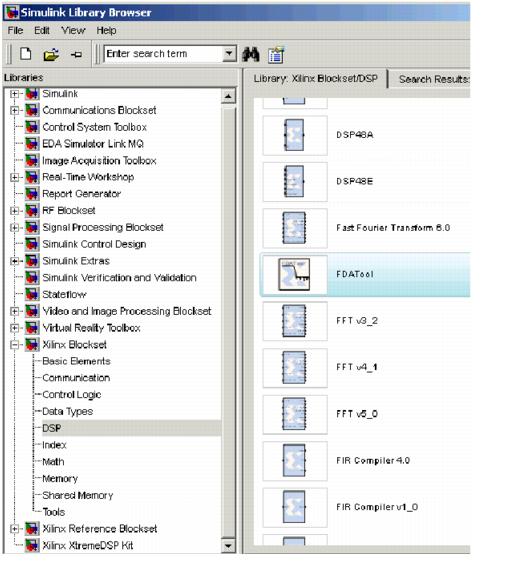 Simulink Library Browser
File Edit View Help
Enter search term
Libraries
Library: Xilinx Blockset/DSP
Search Results:
Simulink
Communications Blockset
Control System Toolbox
EDA Simulator Link MQ
Image Acquisition Toolbox
Real-Time Workshop
Report Generator
RF Blockset
Signal Processing Blockset
Simulink Control Design
Simulink Extras
Simulink Verification and Validation
Stateflow
Video and Image Processing Blockset
Virtual Reality Toolbox
Xilinx Blockset
Basic Elements
Communication
Control Logic
Data Types
DSP
Index
Math
Memory
Shared Memory
Tools
Xilinx Reference Blockset
Xilinx XtremeDSP Kit
DSP48A
DSP48E
Fast Fourier Transform 6.0
FDATool
FFT v3_2
FFT v4_1
FFT v5_0
FIR Compiler 4.0
FIR Compiler v1_0